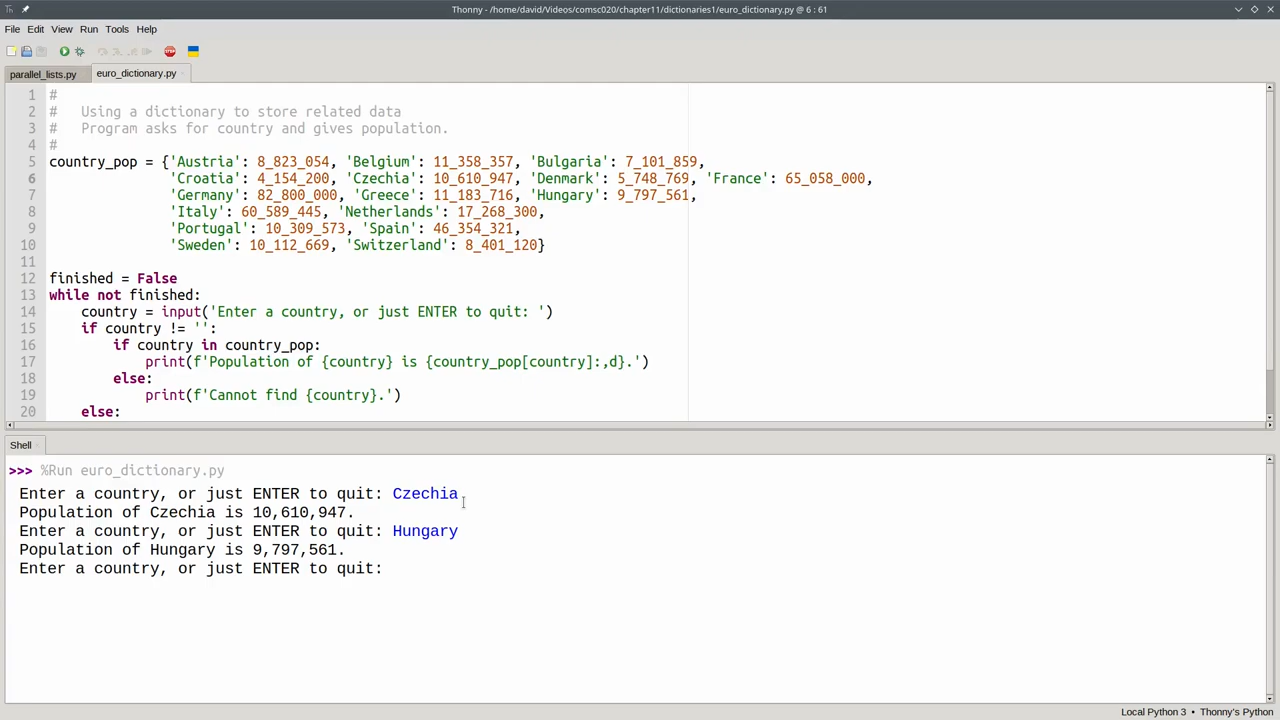 Thonny - /home/david/Videos/comsc020/chapter11/dictionaries1/euro_dictionary.py @ 6 : 61
File Edit View Run Tools Help
parallel_lists.py euro_dictionary.py
1 #
2 #   Using a dictionary to store related data
3 #   Program asks for country and gives population.
4 #
5 country_pop = {'Austria': 8_823_054, 'Belgium': 11_358_357, 'Bulgaria': 7_101_859,
6                'Croatia': 4_154_200, 'Czechia': 10_610_947, 'Denmark': 5_748_769, 'France': 65_058_000,
7                'Germany': 82_800_000, 'Greece': 11_183_716, 'Hungary': 9_797_561,
8                'Italy': 60_589_445, 'Netherlands': 17_268_300,
9                'Portugal': 10_309_573, 'Spain': 46_354_321,
10               'Sweden': 10_112_669, 'Switzerland': 8_401_120}
11
12 finished = False
13 while not finished:
14     country = input('Enter a country, or just ENTER to quit: ')
15     if country != '':
16         if country in country_pop:
17             print(f'Population of {country} is {country_pop[country]:,d}.')
18         else:
19             print(f'Cannot find {country}.')
20     else:
Shell
>>> %Run euro_dictionary.py
Enter a country, or just ENTER to quit: Czechia
Population of Czechia is 10,610,947.
Enter a country, or just ENTER to quit: Hungary
Population of Hungary is 9,797,561.
Enter a country, or just ENTER to quit:
Local Python 3 • Thonny's Python